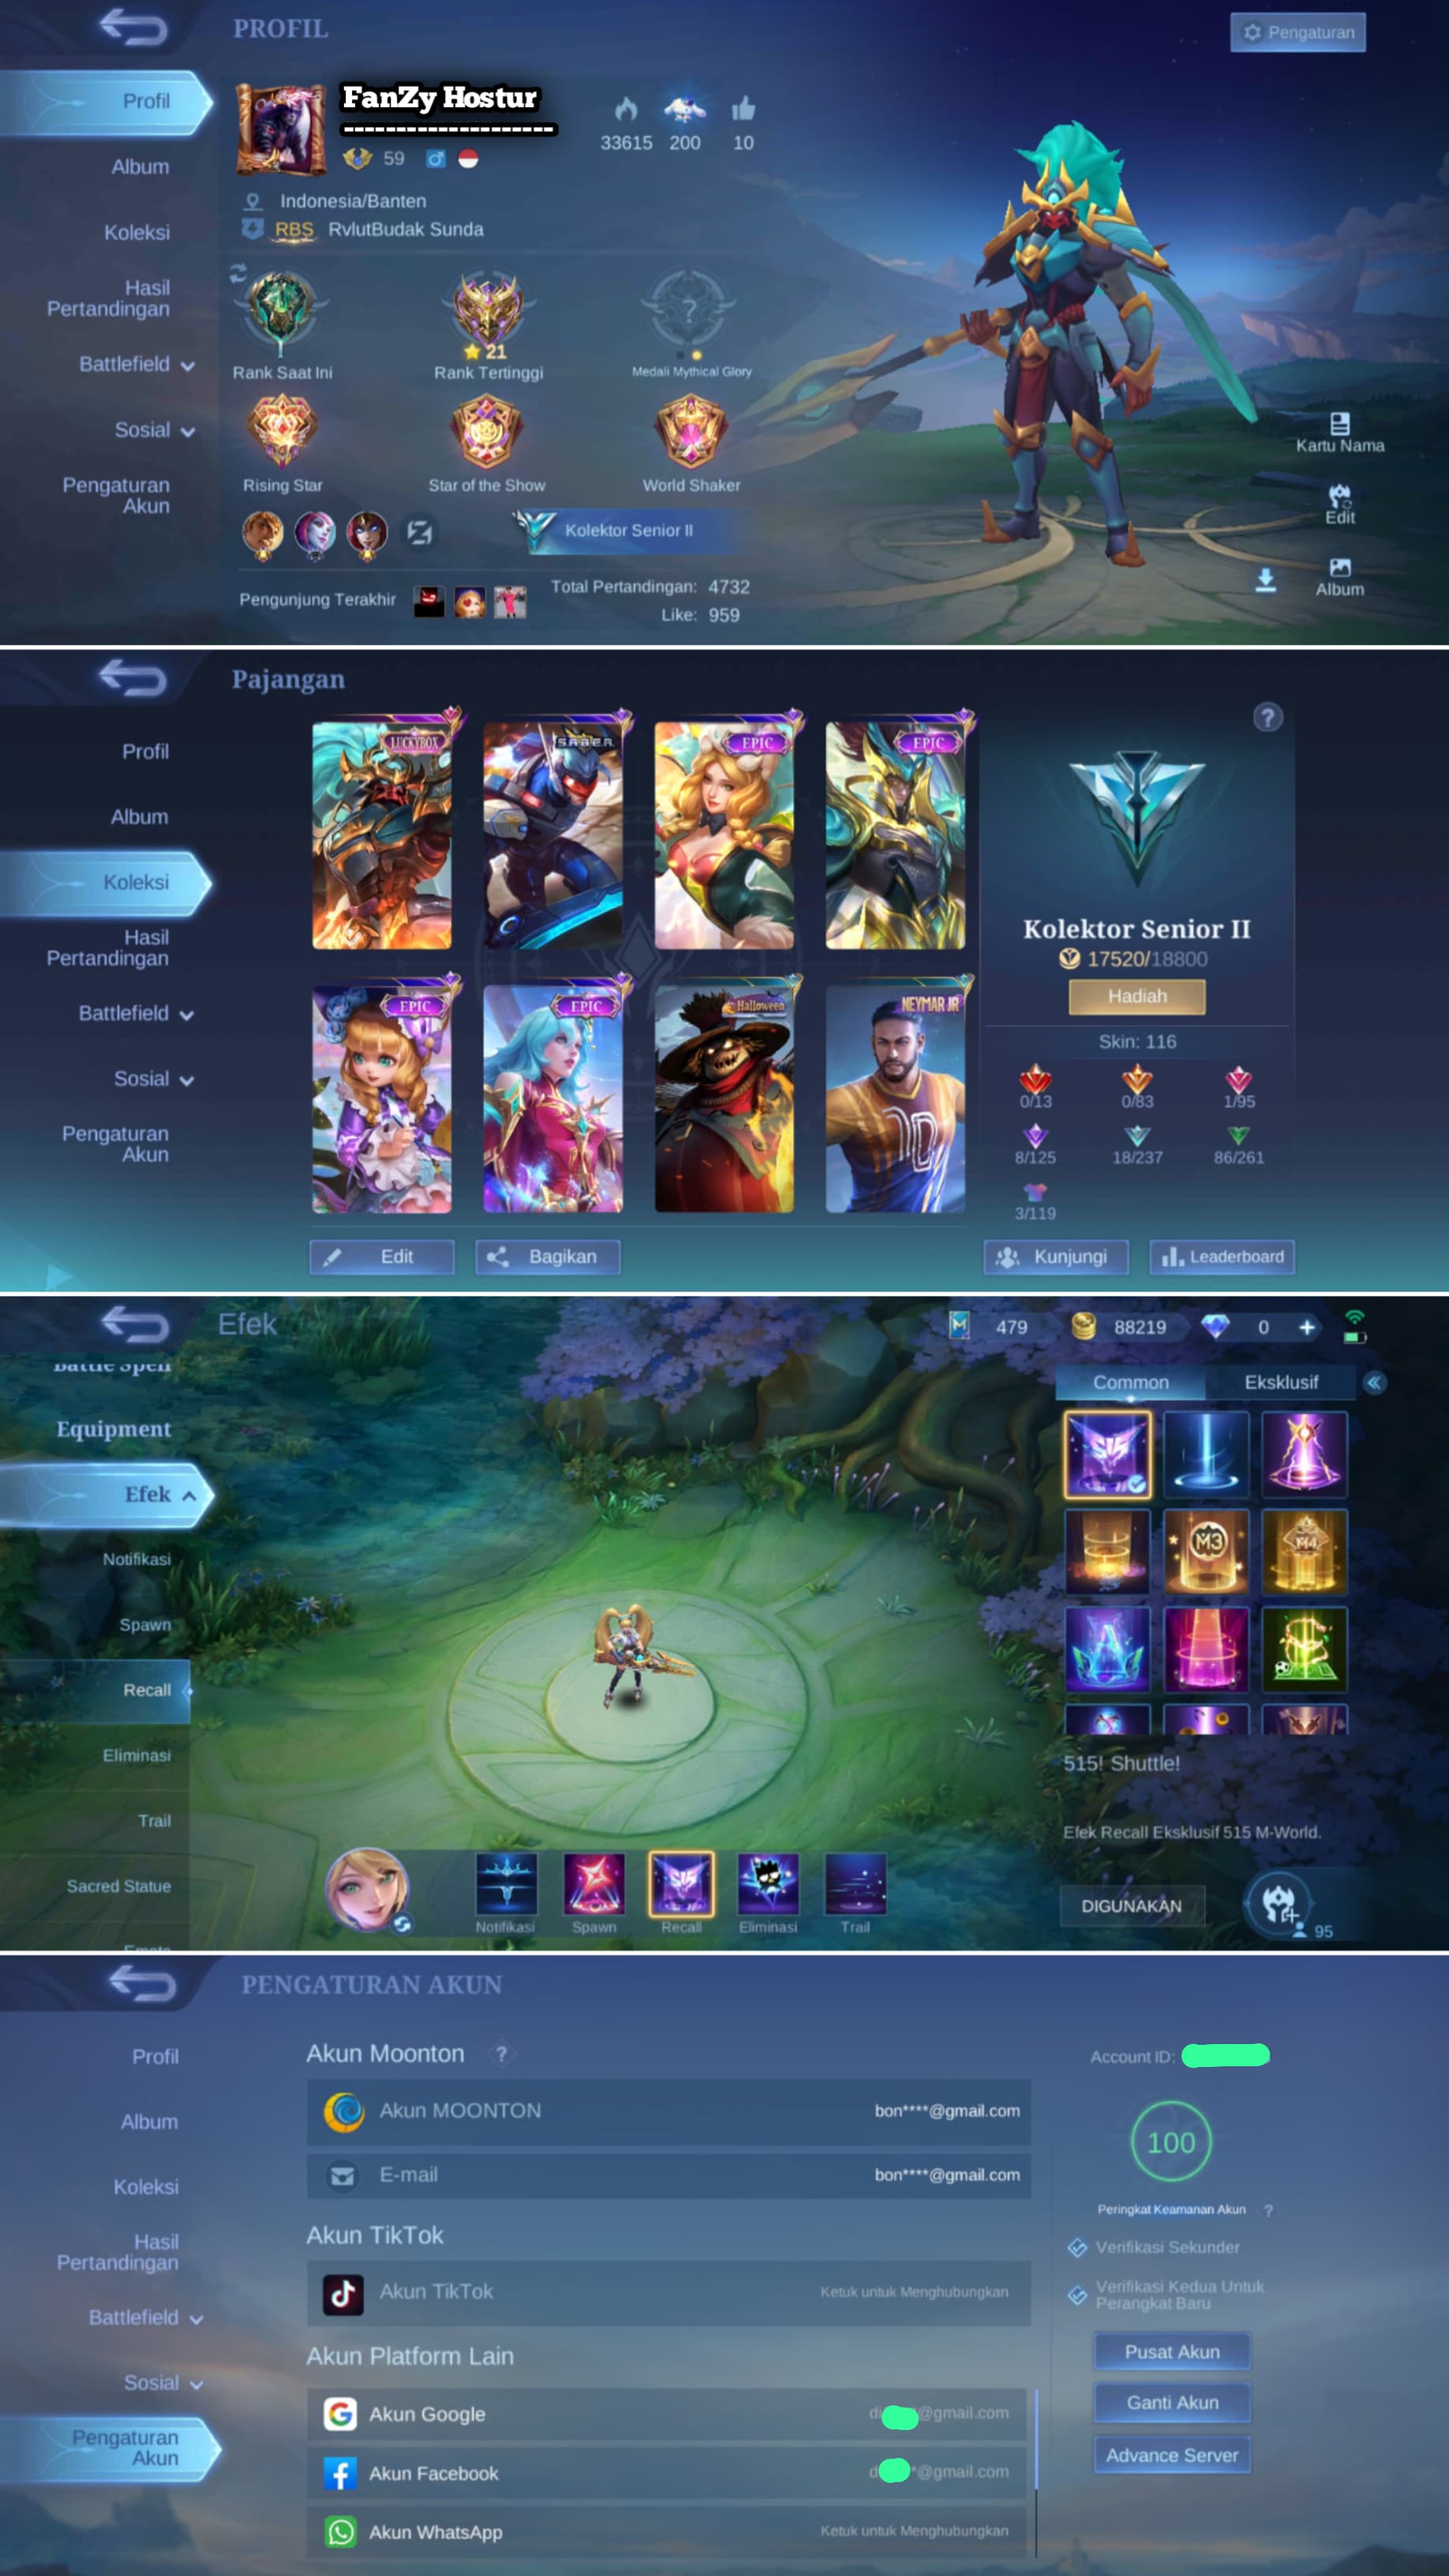 PROFIL
Pengaturan
Profil
Album
Koleksi
Hasil
Pertandingan
Battlefield
Sosial
Pengaturan
Akun
FanZy Hostur
--------------------
59
33615
200
10
Indonesia/Banten
RBS RvlutBudak Sunda
21
Rank Saat Ini
Rank Tertinggi
?
Medali Mythical Glory
Rising Star
Star of the Show
World Shaker
Kolektor Senior II
Pengunjung Terakhir
Total Pertandingan: 4732
Like: 959
Kartu Nama
Edit
Album
Pajangan
Profil
Album
Koleksi
Hasil
Pertandingan
Battlefield
Sosial
Pengaturan
Akun
LUCKYBOX
S.A.B.E.R.
EPIC
EPIC
EPIC
EPIC
Halloween
NEYMAR JR
10
?
Kolektor Senior II
17520/18800
Hadiah
Skin: 116
0/13
0/83
1/95
8/125
18/237
86/261
3/119
Edit
Bagikan
Kunjungi
Leaderboard
Efek
479
88219
0
+
Battle Spell
Equipment
Efek
Notifikasi
Spawn
Recall
Eliminasi
Trail
Sacred Statue
Common
Eksklusif
515
M3
M4
515! Shuttle!
Efek Recall Eksklusif 515 M-World.
DIGUNAKAN
95
Notifikasi
Spawn
Recall
Eliminasi
Trail
PENGATURAN AKUN
Profil
Album
Koleksi
Hasil
Pertandingan
Battlefield
Sosial
Pengaturan
Akun
Akun Moonton ?
Akun MOONTON
bon****@gmail.com
E-mail
bon****@gmail.com
Akun TikTok
Akun TikTok
Ketuk untuk Menghubungkan
Akun Platform Lain
Akun Google
di @gmail.com
Akun Facebook
d *@gmail.com
Akun WhatsApp
Ketuk untuk Menghubungkan
Account ID:
100
Peringkat Keamanan Akun ?
Verifikasi Sekunder
Verifikasi Kedua Untuk
Perangkat Baru
Pusat Akun
Ganti Akun
Advance Server